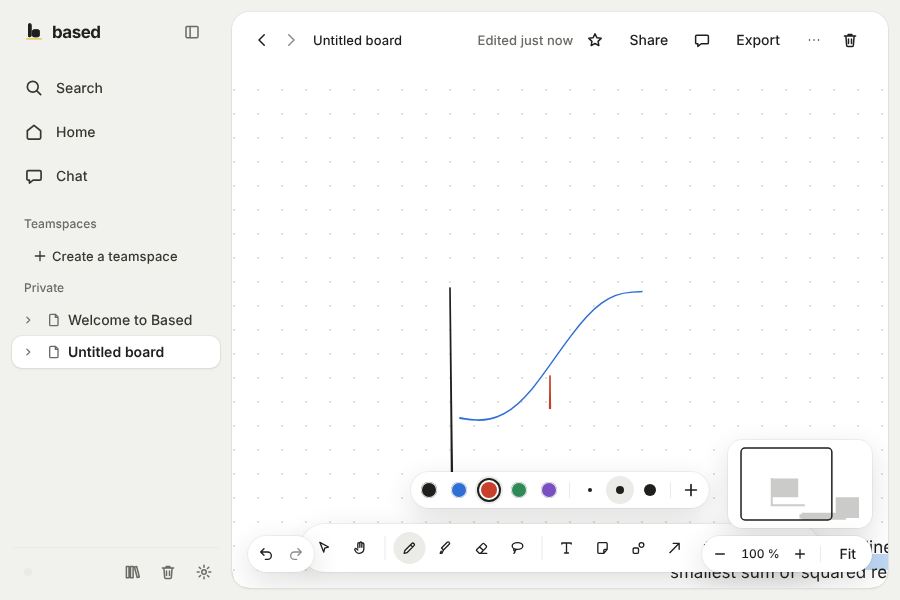 based
Search
Home
Chat
Teamspaces
Create a teamspace
Private
Welcome to Based
Untitled board
Untitled board
Edited just now
Share
Export
100 %
Fit
smallest sum of squared re